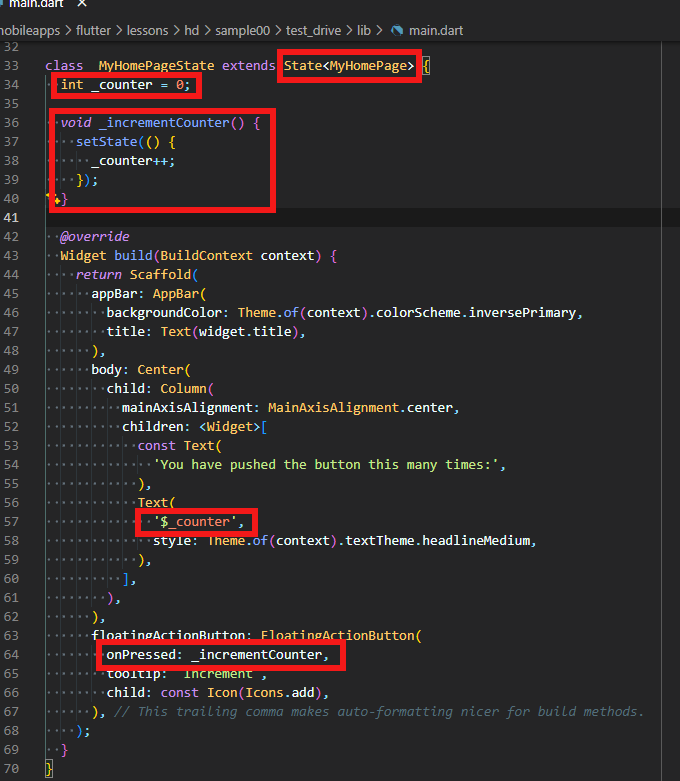 main.dart ×
mobileapps > flutter > lessons > hd > sample00 > test_drive > lib > main.dart
32
33 class _MyHomePageState extends State<MyHomePage> {
34 int _counter = 0;
35
36 void _incrementCounter() {
37 setState(() {
38 _counter++;
39 });
40 }
41
42 @override
43 Widget build(BuildContext context) {
44 return Scaffold(
45 appBar: AppBar(
46 backgroundColor: Theme.of(context).colorScheme.inversePrimary,
47 title: Text(widget.title),
48 ),
49 body: Center(
50 child: Column(
51 mainAxisAlignment: MainAxisAlignment.center,
52 children: <Widget>[
53 const Text(
54 'You have pushed the button this many times:',
55 ),
56 Text(
57 '$_counter',
58 style: Theme.of(context).textTheme.headlineMedium,
59 ),
60 ],
61 ),
62 ),
63 floatingActionButton: FloatingActionButton(
64 onPressed: _incrementCounter,
65 tooltip: 'Increment',
66 child: const Icon(Icons.add),
67 ), // This trailing comma makes auto-formatting nicer for build methods.
68 );
69 }
70 }